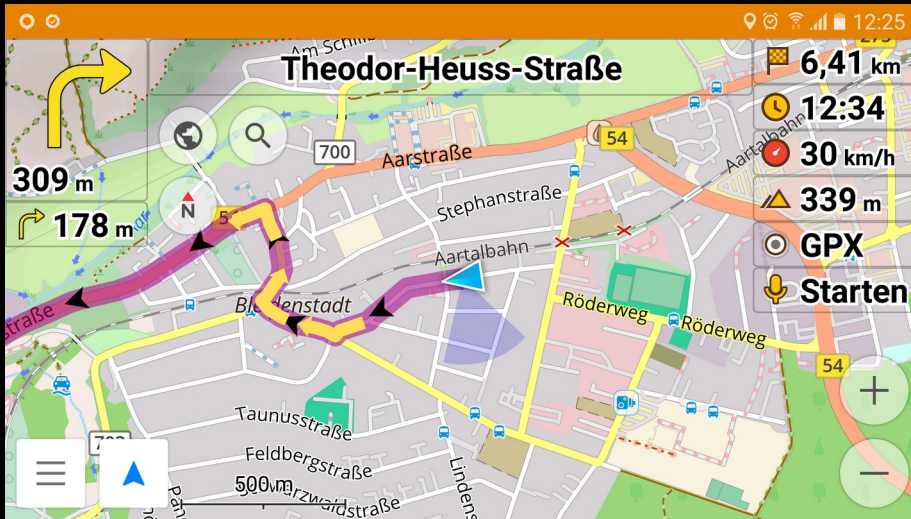 12:25
Theodor-Heuss-Straße
309 m
178 m
6,41 km
12:34
30 km/h
339 m
GPX
Starten
N
700
54
Aarstraße
Stephanstraße
Aartalbahn
Aartalbahn
Röderweg
Röderweg
54
straße
Taunusstraße
Feldbergstraße
500 m